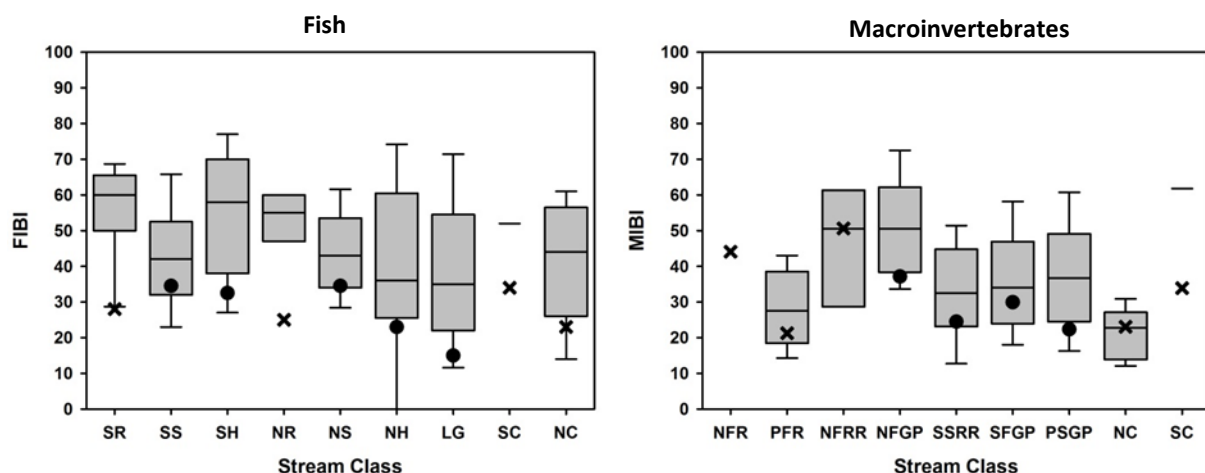 Fish
100
90
80
70
60
50
40
30
20
10
0
FIBI
SR SS SH NR NS NH LG SC NC
Stream Class
Macroinvertebrates
100
90
80
70
60
50
40
30
20
10
0
MIBI
NFR PFR NFRR NFGP SSRR SFGP PSGP NC SC
Stream Class